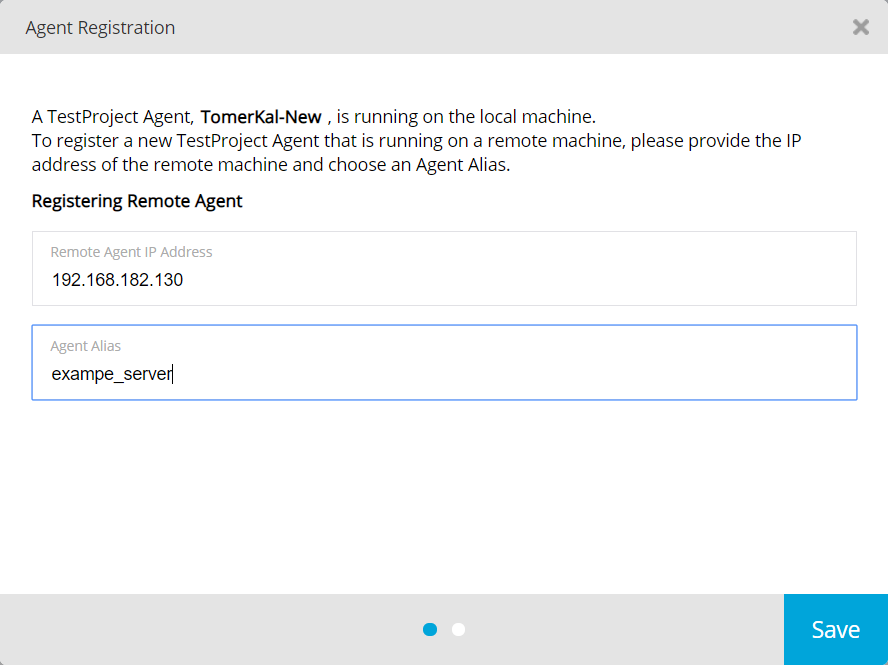 Agent Registration
A TestProject Agent, TomerKal-New , is running on the local machine.
To register a new TestProject Agent that is running on a remote machine, please provide the IP
address of the remote machine and choose an Agent Alias.
Registering Remote Agent
Remote Agent IP Address
192.168.182.130
Agent Alias
exampe_server
Save